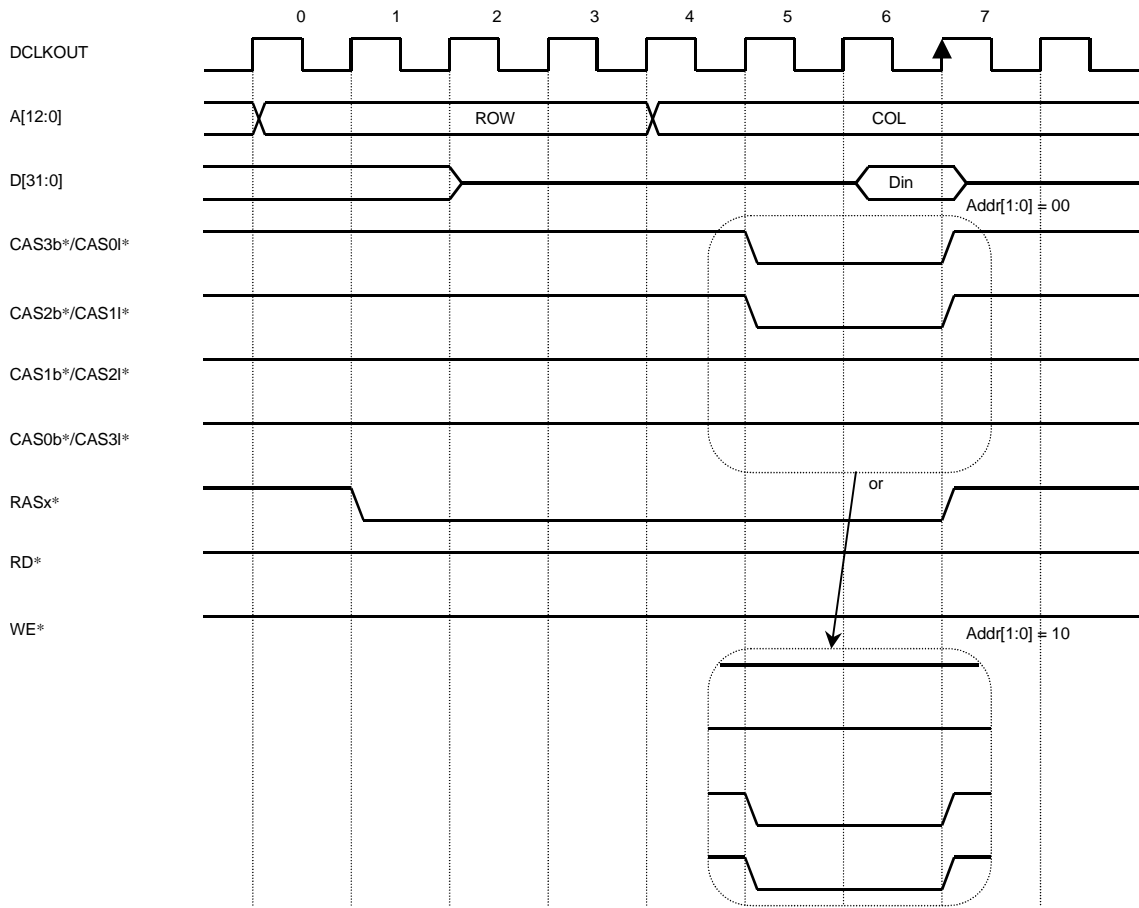 0 1 2 3 4 5 6 7
DCLKOUT
A[12:0] ROW COL
D[31:0] Din
Addr[1:0] = 00
CAS3b*/CAS0l*
CAS2b*/CAS1l*
CAS1b*/CAS2l*
CAS0b*/CAS3l*
RASx* or
RD*
WE*
Addr[1:0] = 10